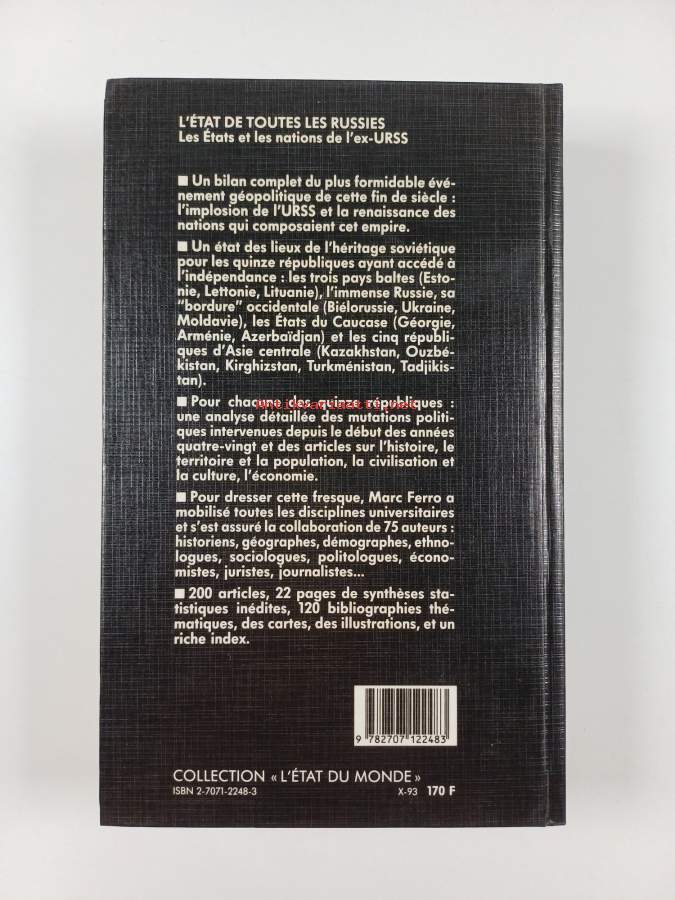 L'ÉTAT DE TOUTES LES RUSSIES
Les États et les nations de l'ex-URSS
■ Un bilan complet du plus formidable évé-
nement géopolitique de cette fin de siècle :
l'implosion de l'URSS et la renaissance des
nations qui composaient cet empire.
■ Un état des lieux de l'héritage soviétique
pour les quinze républiques ayant accédé à
l'indépendance : les trois pays baltes (Esto-
nie, Lettonie, Lituanie), l'immense Russie, sa
"bordure" occidentale (Biélorussie, Ukraine,
Moldavie), les États du Caucase (Géorgie,
Arménie, Azerbaïdjan) et les cinq républi-
ques d'Asie centrale (Kazakhstan, Ouzbé-
kistan, Kirghizstan, Turkménistan, Tadjikis-
tan).
Antikvariaatti.net
■ Pour chacune des quinze républiques :
une analyse détaillée des mutations politi-
ques intervenues depuis le début des années
quatre-vingt et des articles sur l'histoire, le
territoire et la population, la civilisation et
la culture, l'économie.
■ Pour dresser cette fresque, Marc Ferro a
mobilisé toutes les disciplines universitaires
et s'est assuré la collaboration de 75 auteurs :
historiens, géographes, démographes, ethno-
logues, sociologues, politologues, écono-
mistes, juristes, journalistes...
■ 200 articles, 22 pages de synthèses sta-
tistiques inédites, 120 bibliographies thé-
matiques, des cartes, des illustrations, et un
riche index.
9 782707 122483
COLLECTION « L'ÉTAT DU MONDE »
ISBN 2-7071-2248-3 X-93 170 F